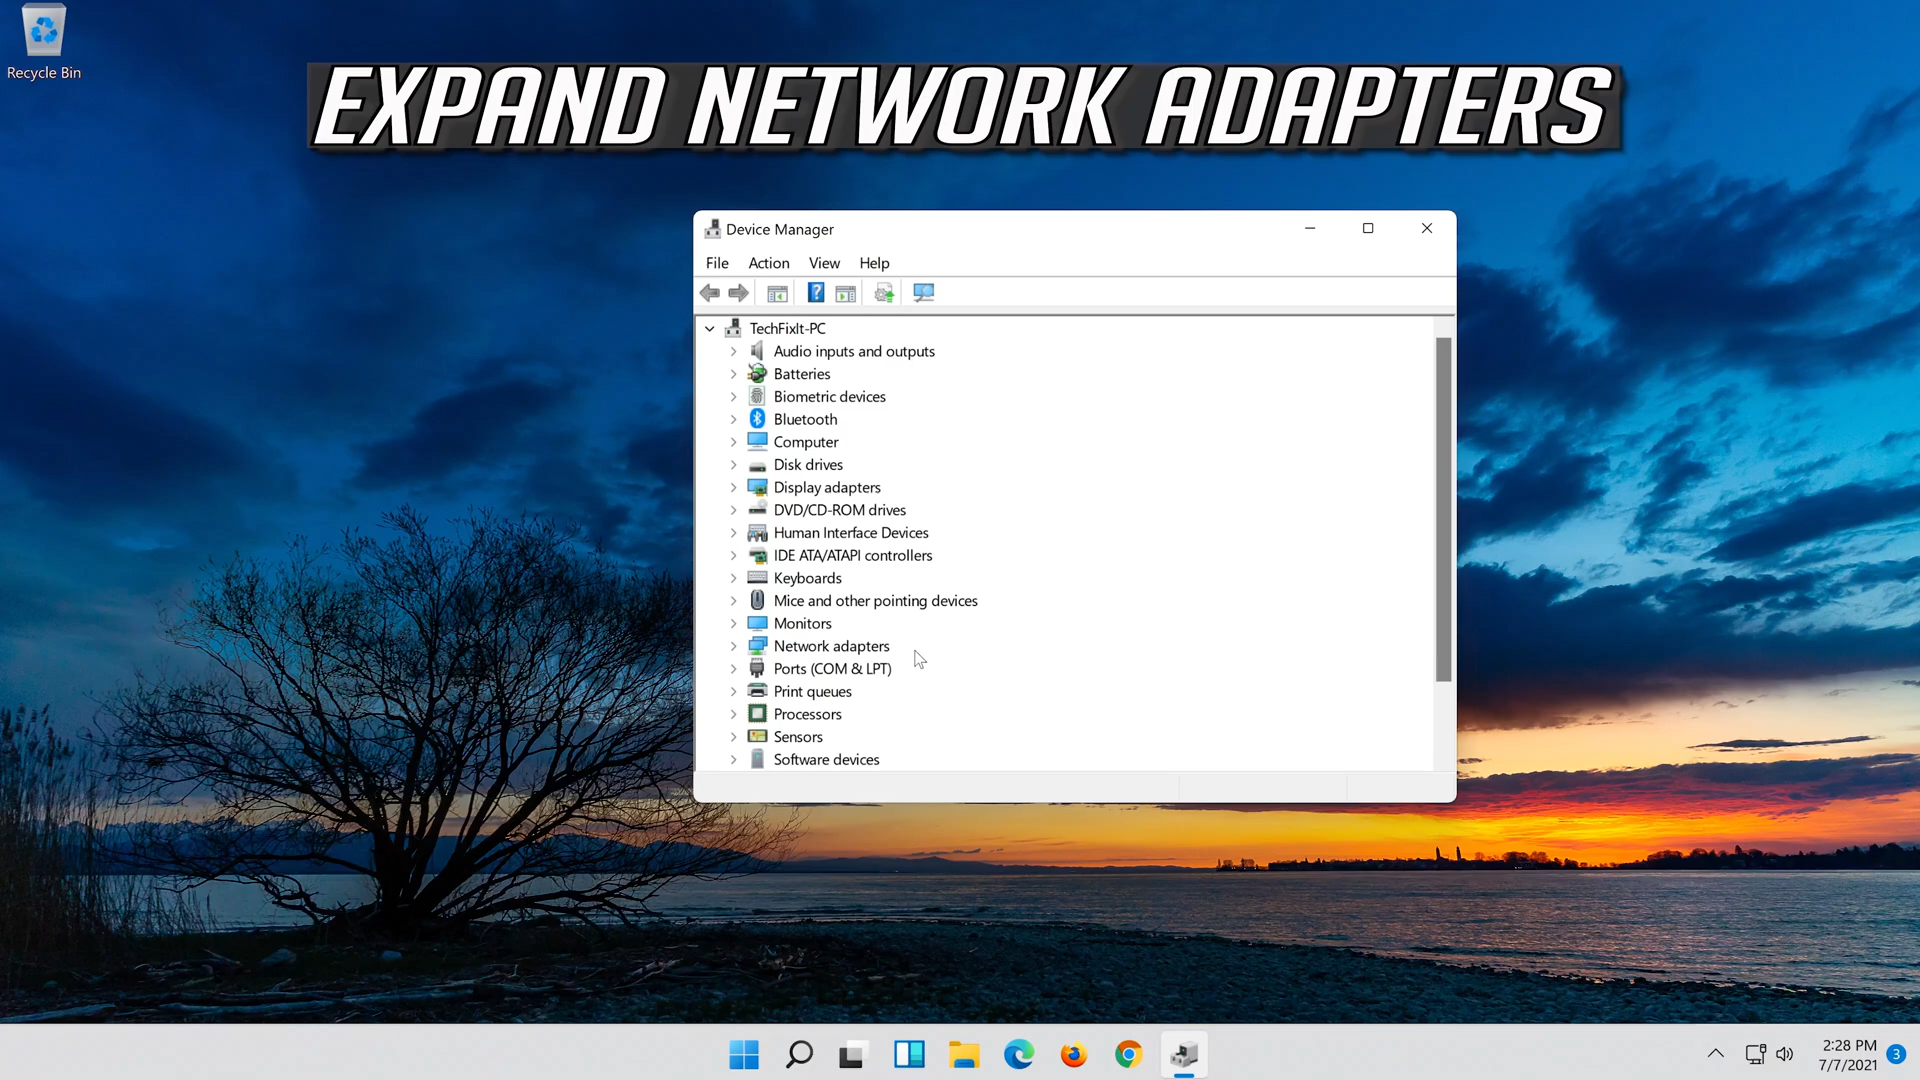 Recycle Bin
EXPAND NETWORK ADAPTERS
Device Manager
File Action View Help
TechFixIt-PC
Audio inputs and outputs
Batteries
Biometric devices
Bluetooth
Computer
Disk drives
Display adapters
DVD/CD-ROM drives
Human Interface Devices
IDE ATA/ATAPI controllers
Keyboards
Mice and other pointing devices
Monitors
Network adapters
Ports (COM & LPT)
Print queues
Processors
Sensors
Software devices
2:28 PM
7/7/2021
3